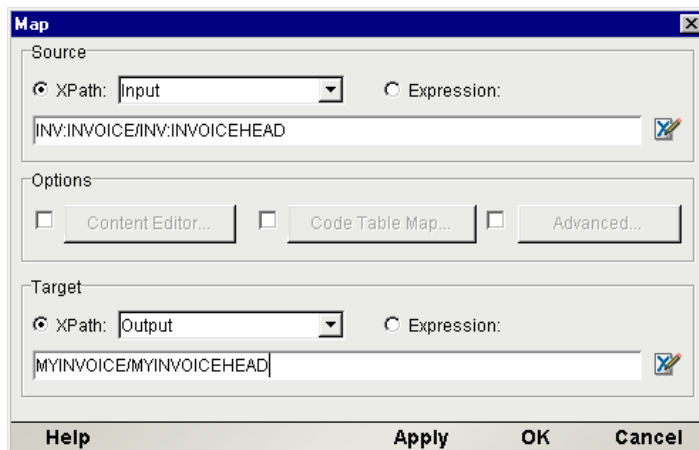 Map
Source
XPath: Input Expression:
INV:INVOICE/INV:INVOICEHEAD
Options
Content Editor... Code Table Map... Advanced...
Target
XPath: Output Expression:
MYINVOICE/MYINVOICEHEAD
Help Apply OK Cancel